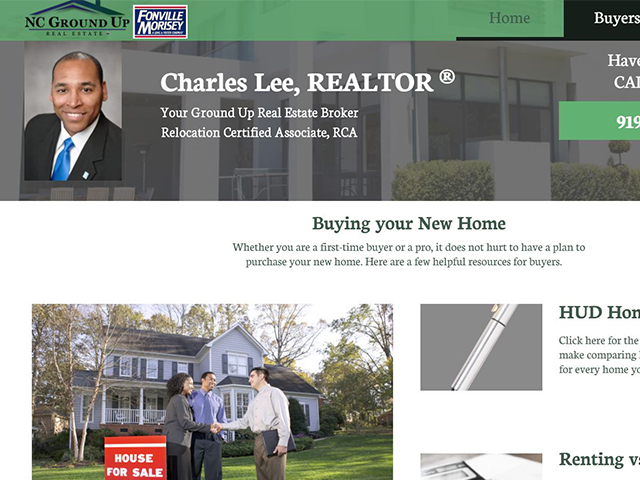 NC GROUND UP
REAL ESTATE
FONVILLE
MORISEY
Home
Buyers
Charles Lee, REALTOR ®
Your Ground Up Real Estate Broker
Relocation Certified Associate, RCA
Have
919
Buying your New Home
Whether you are a first-time buyer or a pro, it does not hurt to have a plan to
purchase your new home. Here are a few helpful resources for buyers.
HOUSE
FOR SALE
HUD Hom
Click here for the
make comparing
for every home yo
Renting vs